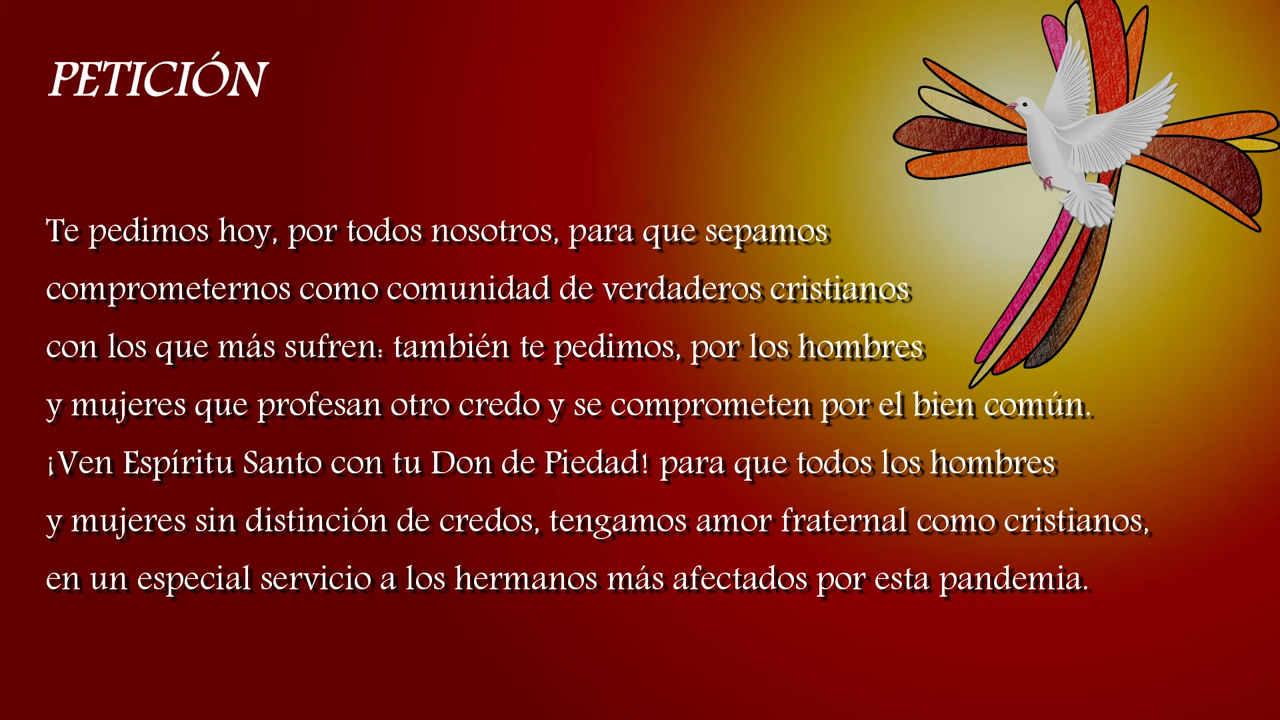 PETICIÓN
Te pedimos hoy, por todos nosotros, para que sepamos
comprometernos como comunidad de verdaderos cristianos
con los que más sufren: también te pedimos, por los hombres
y mujeres que profesan otro credo y se comprometen por el bien común.
¡Ven Espíritu Santo con tu Don de Piedad! para que todos los hombres
y mujeres sin distinción de credos, tengamos amor fraternal como cristianos,
en un especial servicio a los hermanos más afectados por esta pandemia.